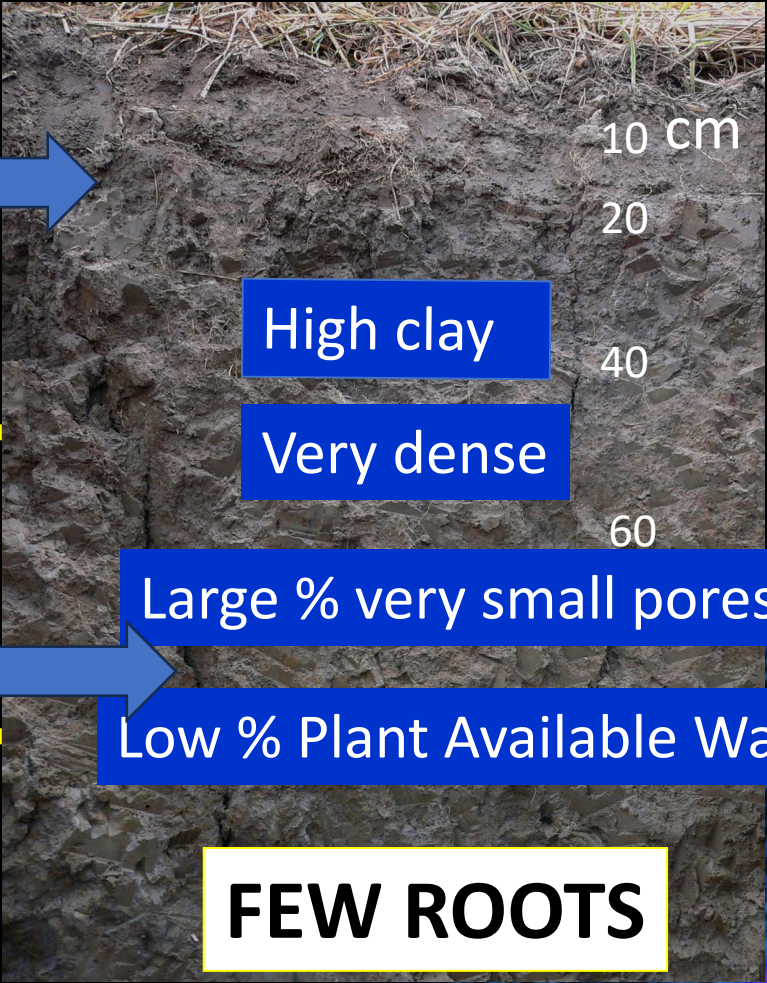 10 cm
20
High clay
40
Very dense
60
Large % very small pores
Low % Plant Available Wa
FEW ROOTS